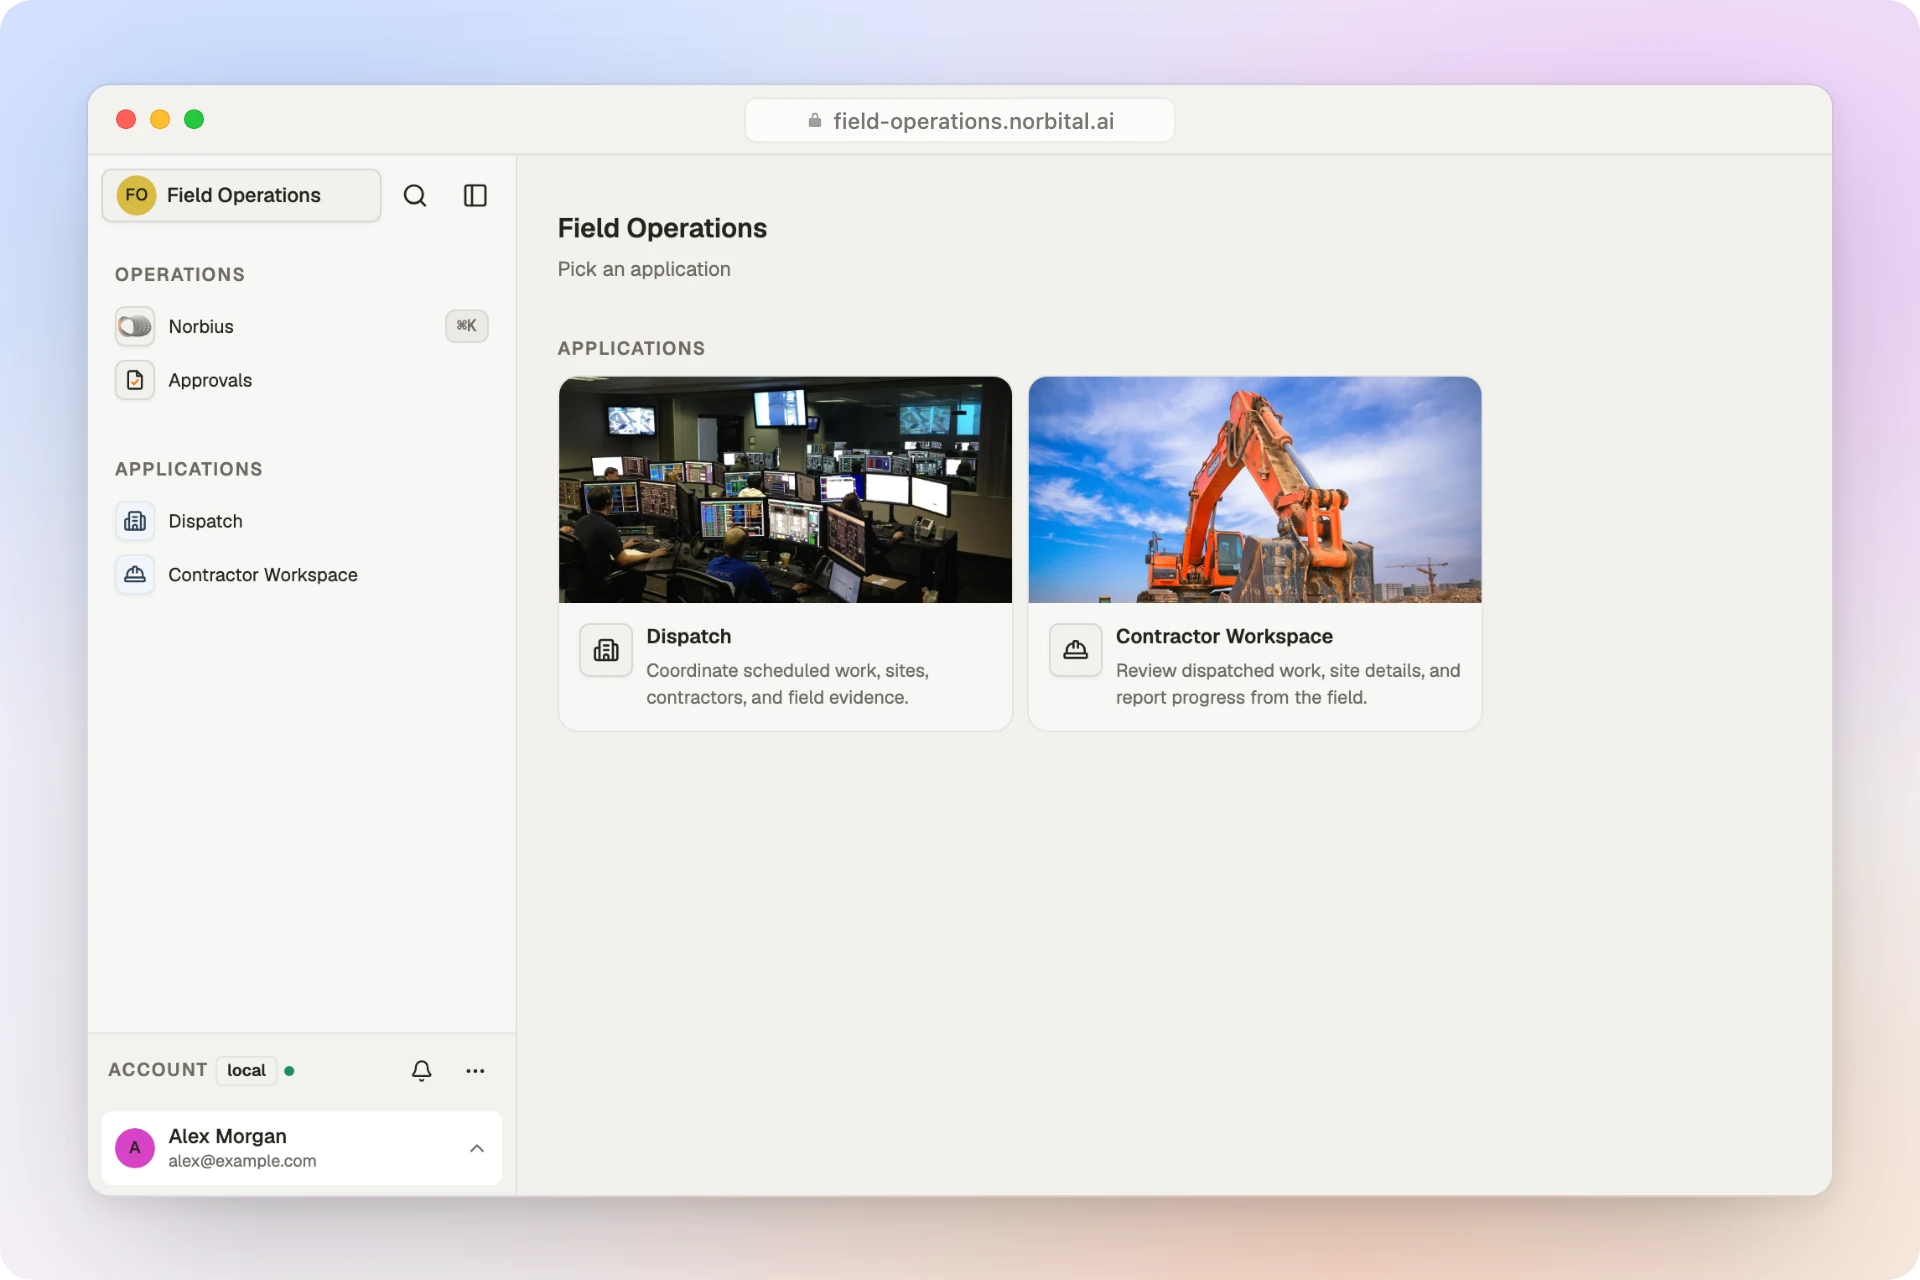 field-operations.norbital.ai
FO Field Operations
OPERATIONS
Norbius ⌘K
Approvals
APPLICATIONS
Dispatch
Contractor Workspace
ACCOUNT local
A Alex Morgan
alex@example.com
Field Operations
Pick an application
APPLICATIONS
Dispatch
Coordinate scheduled work, sites,
contractors, and field evidence.
Contractor Workspace
Review dispatched work, site details, and
report progress from the field.